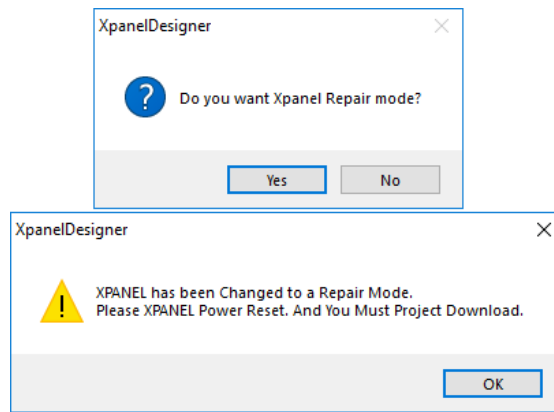 XpanelDesigner
Do you want Xpanel Repair mode?
Yes
No
XpanelDesigner
XPANEL has been Changed to a Repair Mode.
Please XPANEL Power Reset. And You Must Project Download.
OK